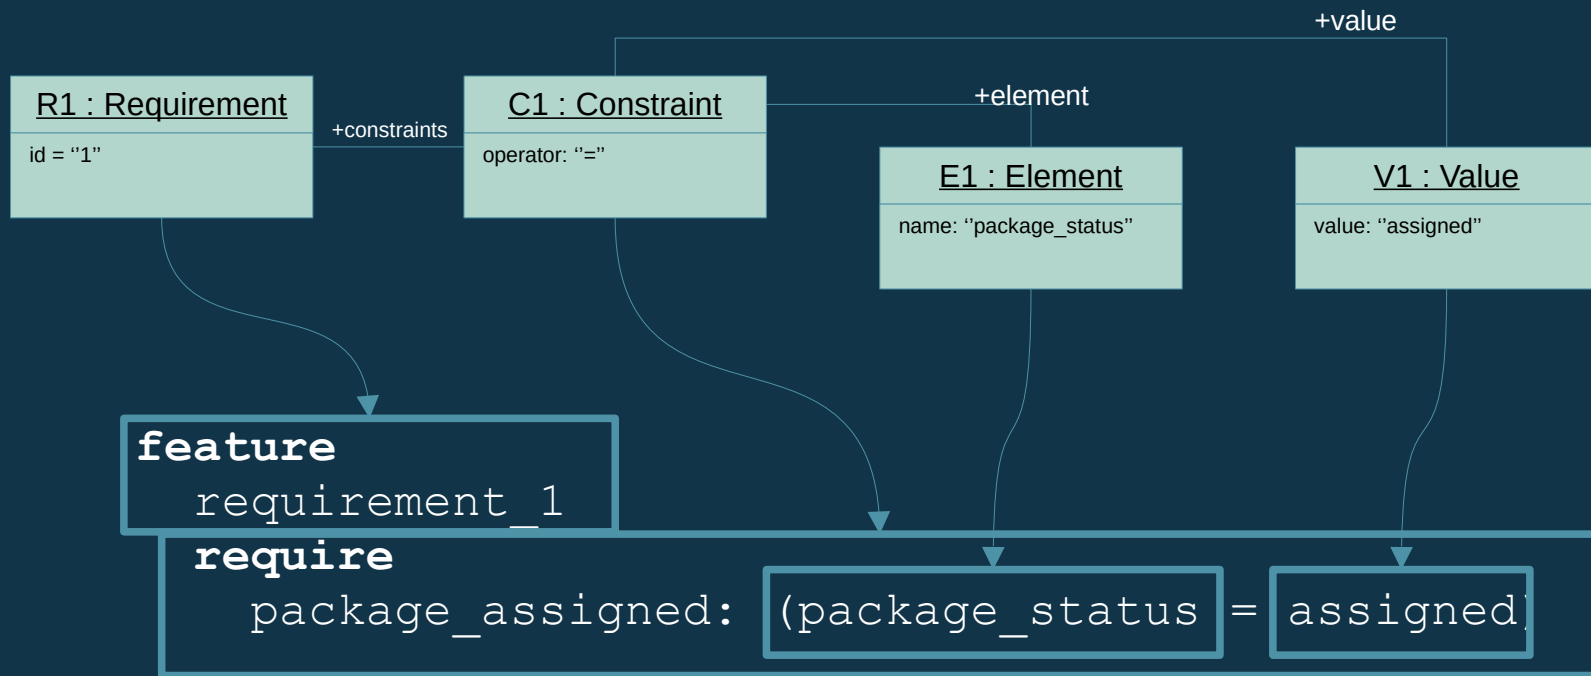 +value
R1 : Requirement
C1 : Constraint
+element
+constraints
id = ‘’1’’
operator: ‘’=’’
E1 : Element
V1 : Value
name: ‘’package_status’’
value: ‘’assigned’’
feature
requirement_1
require
package_assigned: (package_status = assigned)